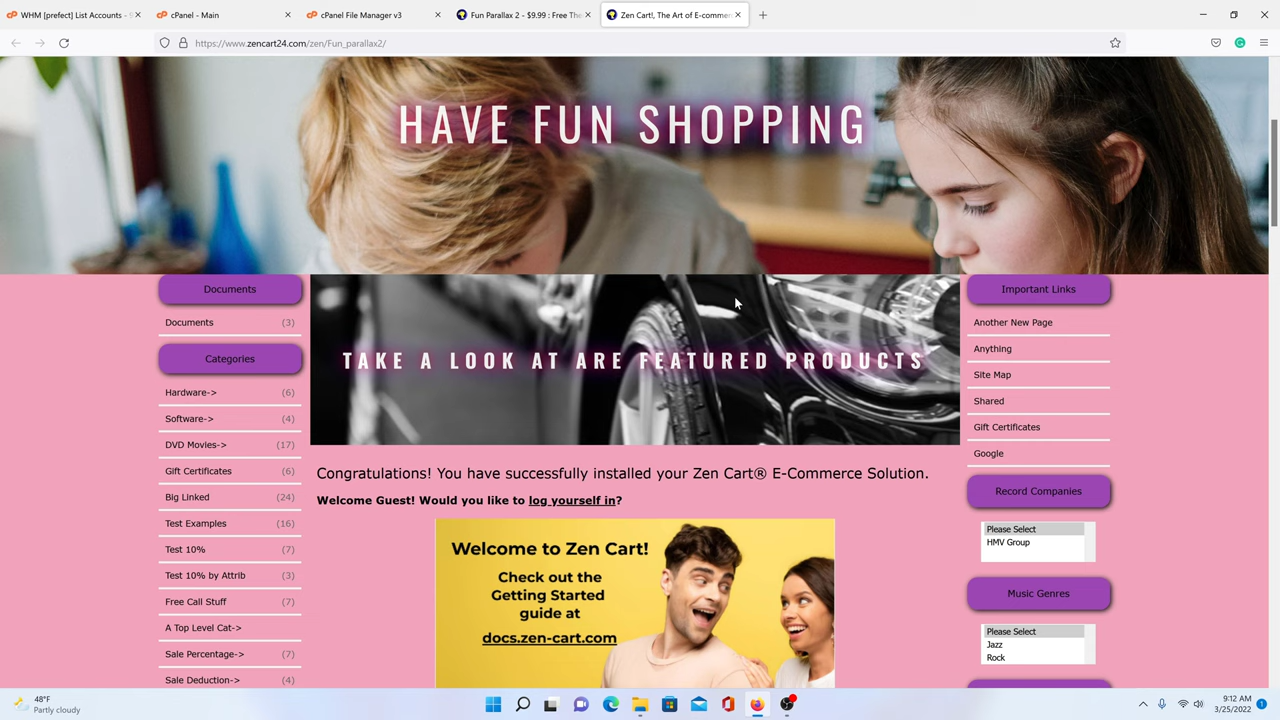 WHM [prefect] List Accounts - 9
cPanel - Main
cPanel File Manager v3
Fun Parallax 2 - $9.99 : Free The
Zen Cart!, The Art of E-commer
https://www.zencart24.com/zen/Fun_parallax2/
HAVE FUN SHOPPING
TAKE A LOOK AT ARE FEATURED PRODUCTS
Documents
Documents (3)
Categories
Hardware-> (6)
Software-> (4)
DVD Movies-> (17)
Gift Certificates (6)
Big Linked (24)
Test Examples (16)
Test 10% (7)
Test 10% by Attrib (3)
Free Call Stuff (7)
A Top Level Cat->
Sale Percentage-> (7)
Sale Deduction-> (4)
Congratulations! You have successfully installed your Zen Cart® E-Commerce Solution.
Welcome Guest! Would you like to log yourself in?
Welcome to Zen Cart!
Check out the
Getting Started
guide at
docs.zen-cart.com
Important Links
Another New Page
Anything
Site Map
Shared
Gift Certificates
Google
Record Companies
Please Select
HMV Group
Music Genres
Please Select
Jazz
Rock
48°F
Partly cloudy
9:12 AM
3/25/2022